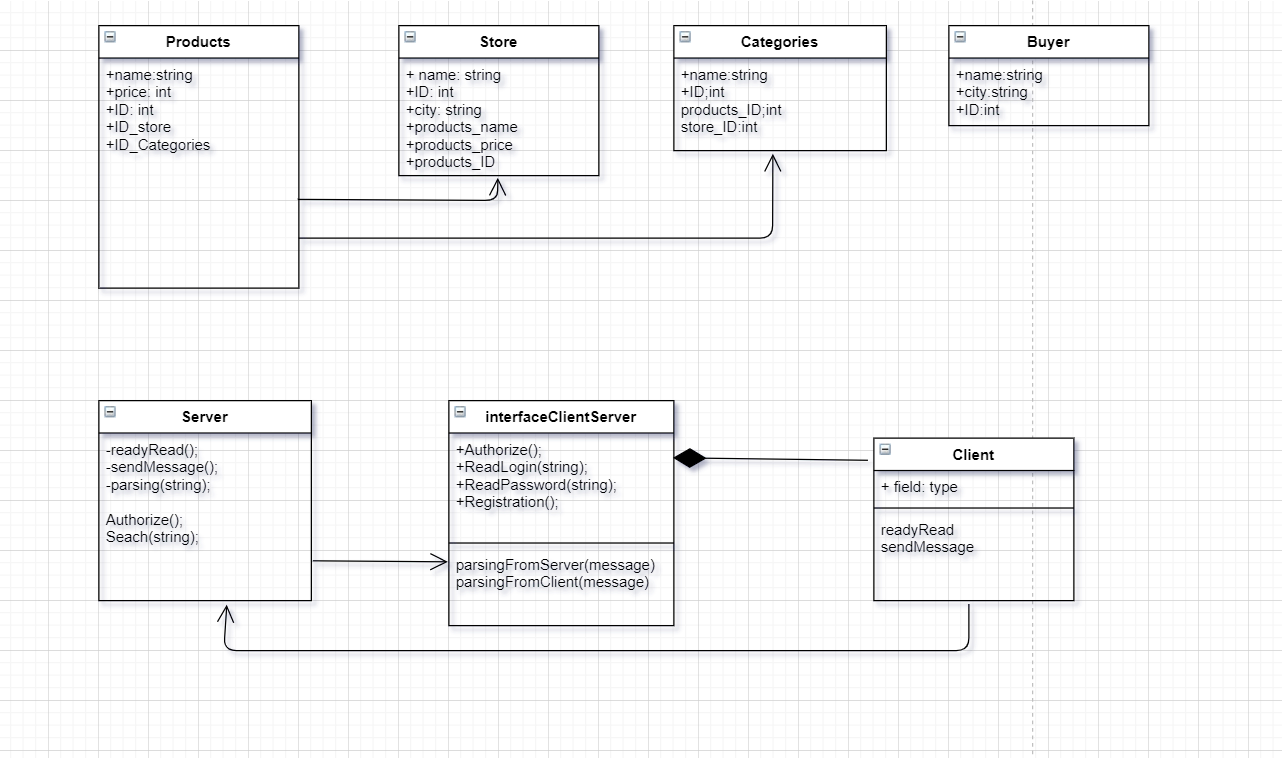 Products
+name:string
+price: int
+ID: int
+ID_store
+ID_Categories
Store
+ name: string
+ID: int
+city: string
+products_name
+products_price
+products_ID
Categories
+name:string
+ID;int
products_ID;int
store_ID:int
Buyer
+name:string
+city:string
+ID:int
Server
-readyRead();
-sendMessage();
-parsing(string);
Authorize();
Seach(string);
interfaceClientServer
+Authorize();
+ReadLogin(string);
+ReadPassword(string);
+Registration();
parsingFromServer(message)
parsingFromClient(message)
Client
+ field: type
readyRead
sendMessage